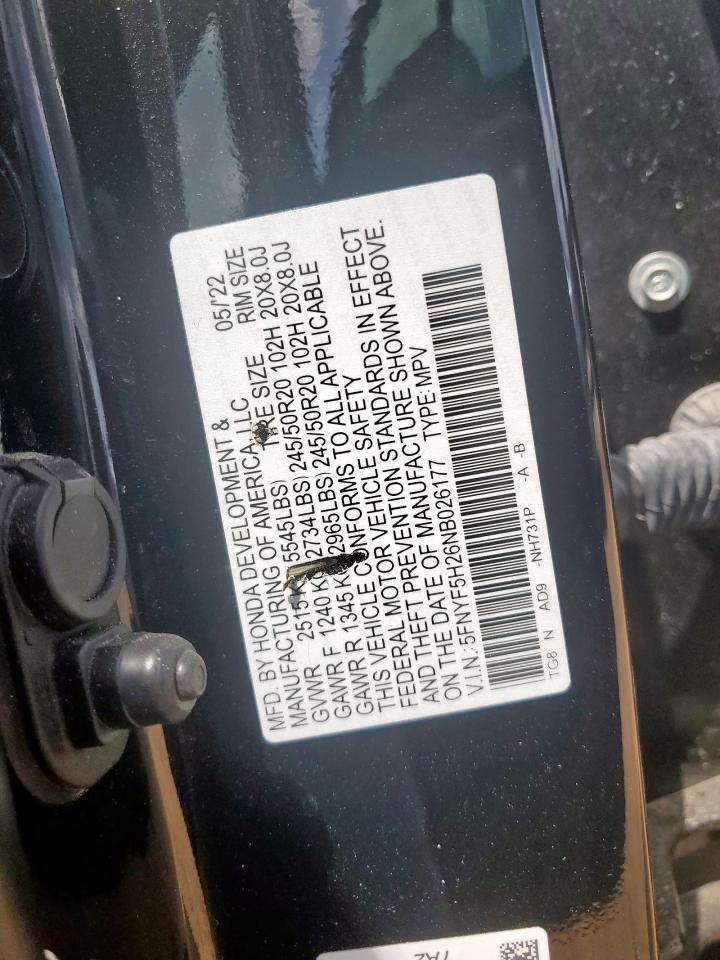 MFD. BY HONDA DEVELOPMENT & 05/'22
MANUFACTURING OF AMERICA, LLC RIM SIZE
GVWR (5545LBS) SIZE
GAWR F 1240 2734LBS) 245/50R20 102H 20X8.0J
GAWR R 1345 2965LBS) 245/50R20 102H 20X8.0J
THIS VEHICLE CONFORMS TO ALL APPLICABLE
FEDERAL MOTOR VEHICLE SAFETY
AND THEFT PREVENTION STANDARDS IN EFFECT
ON THE DATE OF MANUFACTURE SHOWN ABOVE.
V.I.N.: 5FNYF5H26NB026177 TYPE: MPV
TG8 N AD9 -NH731P -A -B
7A2